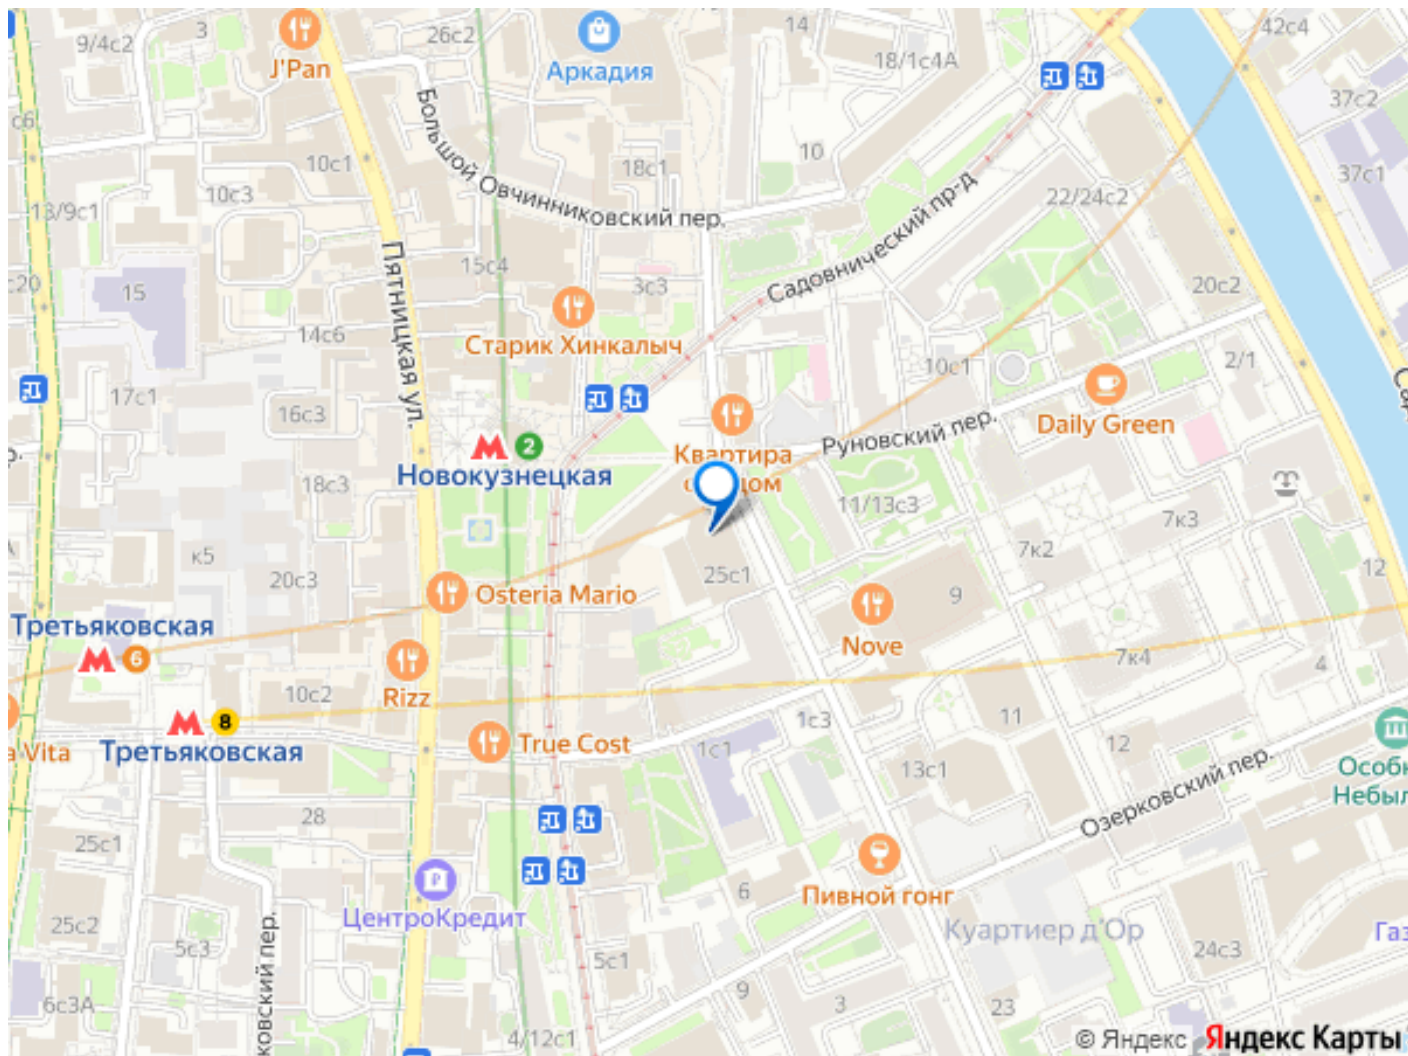 9/4с2
3
J'Pan
26с2
Аркадия
14
18/1с4А
42с4
37с2
с6
10с1
Большой Овчинниковский пер.
18с1
10
37с1
10с3
13/9с1
22/24с2
Садовнический пр-д
Пятницкая ул.
15с4
3с3
с20
15
20с2
14с6
Старик Хинкалыч
10с1
2/1
17с1
16с3
Daily Green
Руновский пер.
2
Новокузнецкая
Квартира
18с3
11/13с3
7к3
к5
7к2
20с3
25с1
12
Osteria Mario
9
Третьяковская
6
Nove
7к4
4
10с2
Rizz
8
Третьяковская
a Vita
True Cost
1с3
1с1
11
12
13с1
Озерковский пер.
28
25с1
Пивной гонг
ЦентроКредит
6
25с2
5с3
Куартиер д'Ор
24с3
5с1
9
3
23
6с3А
4/12с1
© Яндекс Яндекс Карты